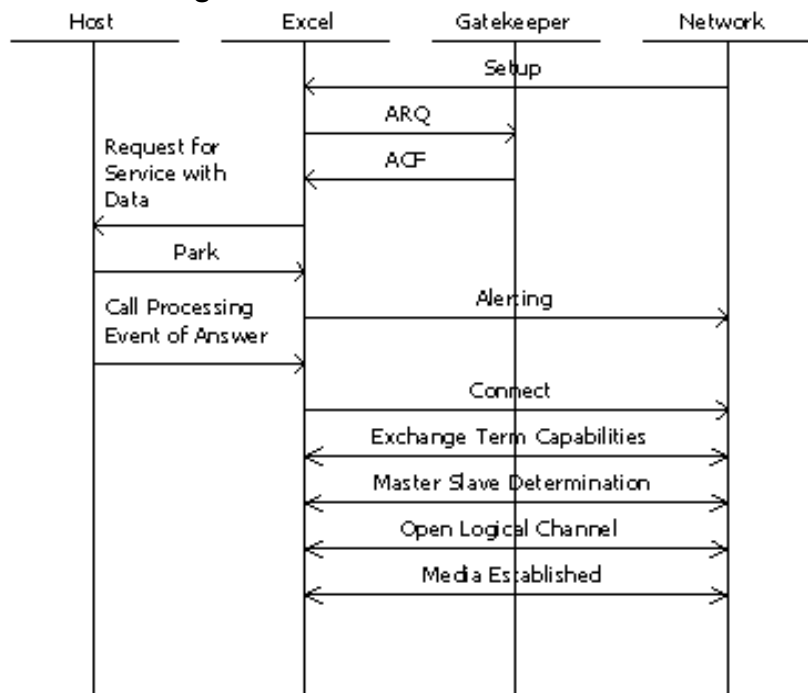 Host Excel Gatekeeper Network
Setup
ARQ
Request for
Service with
Data
ACF
Park
Call Processing
Event of Answer
Alerting
Connect
Exchange Term Capabilities
Master Slave Determination
Open Logical Channel
Media Established